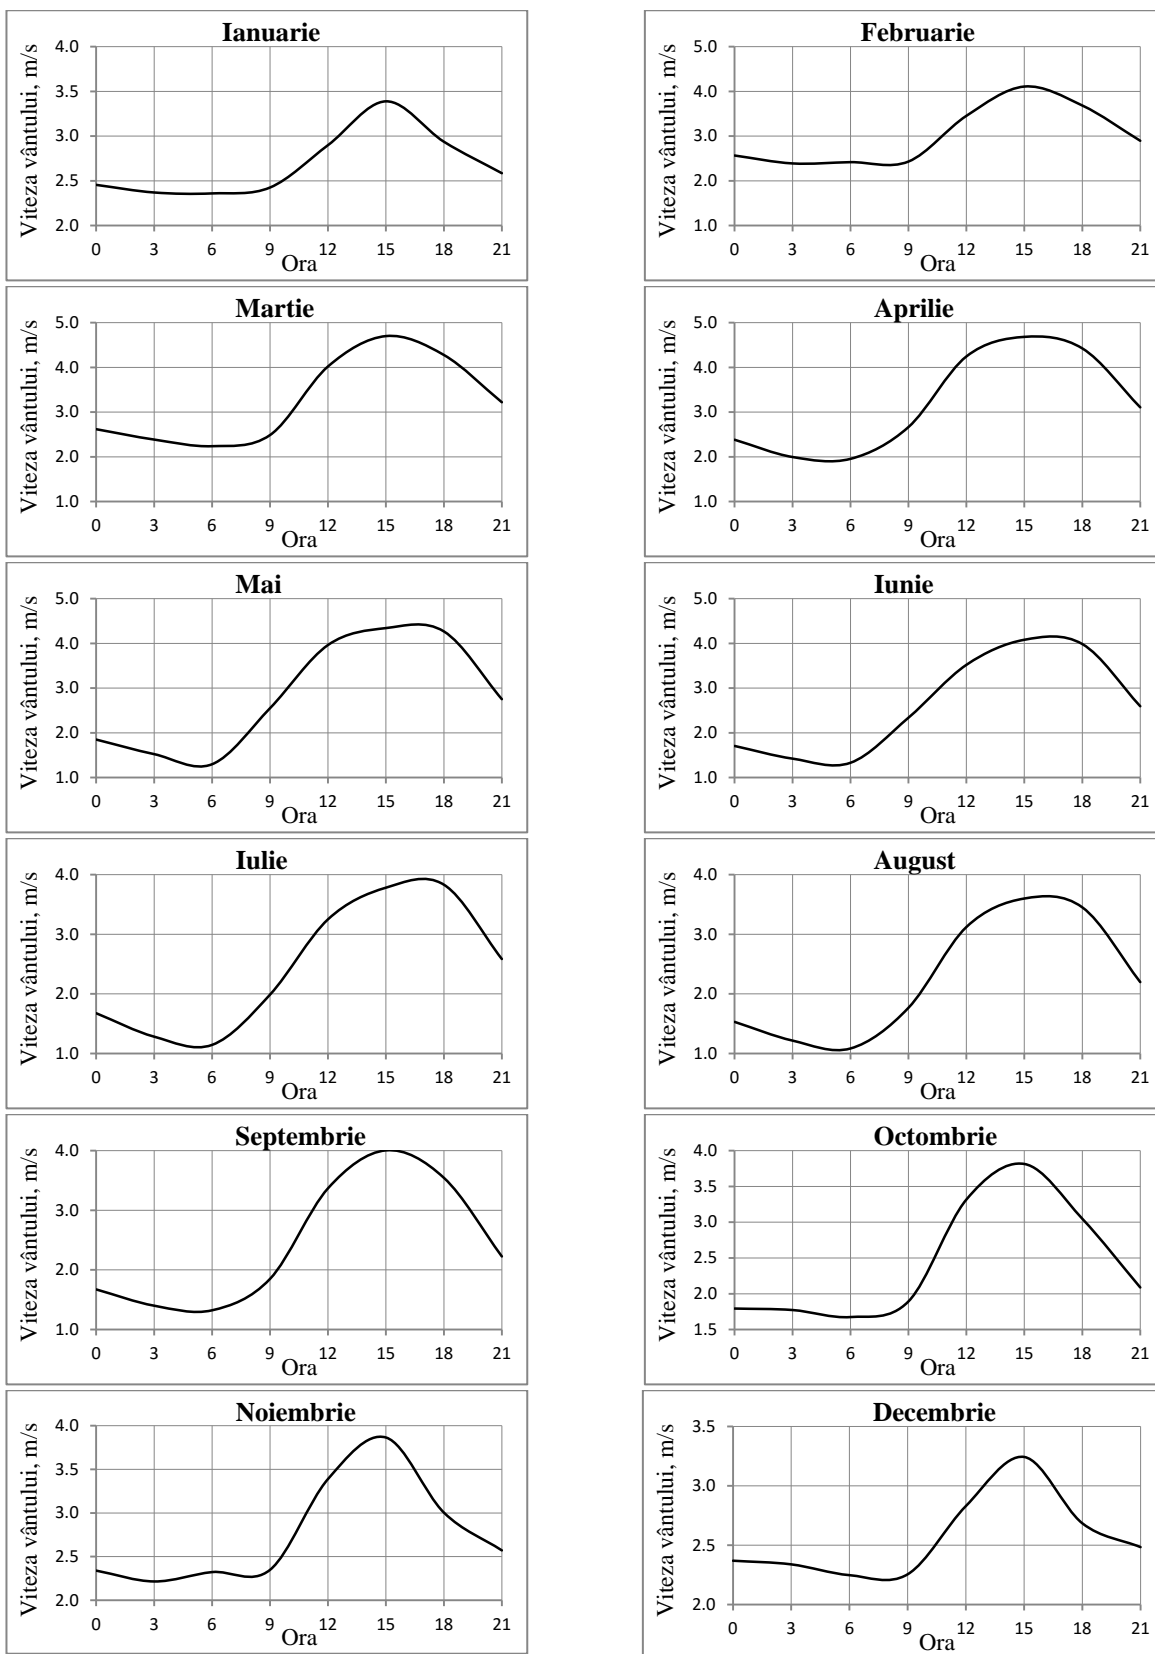 Ianuarie
Viteza vântului, m/s
4.0
3.5
3.0
2.5
2.0
0 3 6 9 12 15 18 21
Ora
Februarie
Viteza vântului, m/s
5.0
4.0
3.0
2.0
1.0
0 3 6 9 12 15 18 21
Ora
Martie
Viteza vântului, m/s
5.0
4.0
3.0
2.0
1.0
0 3 6 9 12 15 18 21
Ora
Aprilie
Viteza vântului, m/s
5.0
4.0
3.0
2.0
1.0
0 3 6 9 12 15 18 21
Ora
Mai
Viteza vântului, m/s
5.0
4.0
3.0
2.0
1.0
0 3 6 9 12 15 18 21
Ora
Iunie
Viteza vântului, m/s
5.0
4.0
3.0
2.0
1.0
0 3 6 9 12 15 18 21
Ora
Iulie
Viteza vântului, m/s
4.0
3.0
2.0
1.0
0 3 6 9 12 15 18 21
Ora
August
Viteza vântului, m/s
4.0
3.0
2.0
1.0
0 3 6 9 12 15 18 21
Ora
Septembrie
Viteza vântului, m/s
4.0
3.0
2.0
1.0
0 3 6 9 12 15 18 21
Ora
Octombrie
Viteza vântului, m/s
4.0
3.5
3.0
2.5
2.0
1.5
0 3 6 9 12 15 18 21
Ora
Noiembrie
Viteza vântului, m/s
4.0
3.5
3.0
2.5
2.0
0 3 6 9 12 15 18 21
Ora
Decembrie
Viteza vântului, m/s
3.5
3.0
2.5
2.0
0 3 6 9 12 15 18 21
Ora